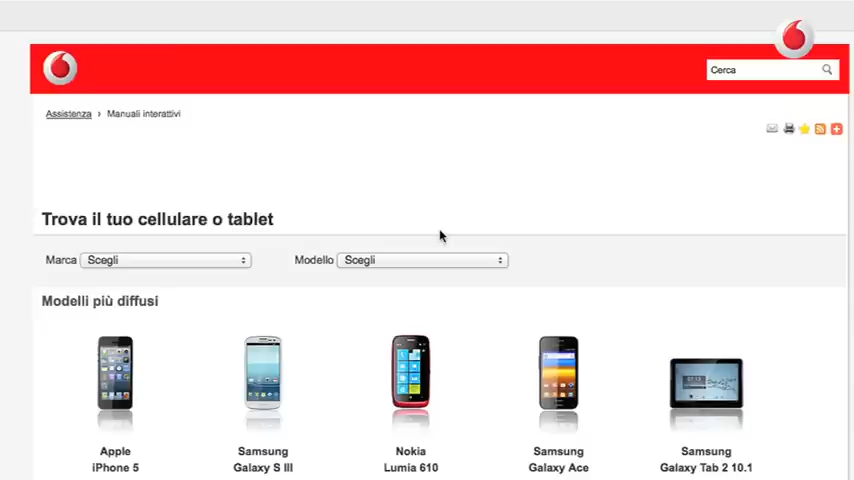 Cerca
Assistenza › Manuali interattivi
Trova il tuo cellulare o tablet
Marca Scegli Modello Scegli
Modelli più diffusi
Apple Samsung Nokia Samsung Samsung
iPhone 5 Galaxy S III Lumia 610 Galaxy Ace Galaxy Tab 2 10.1